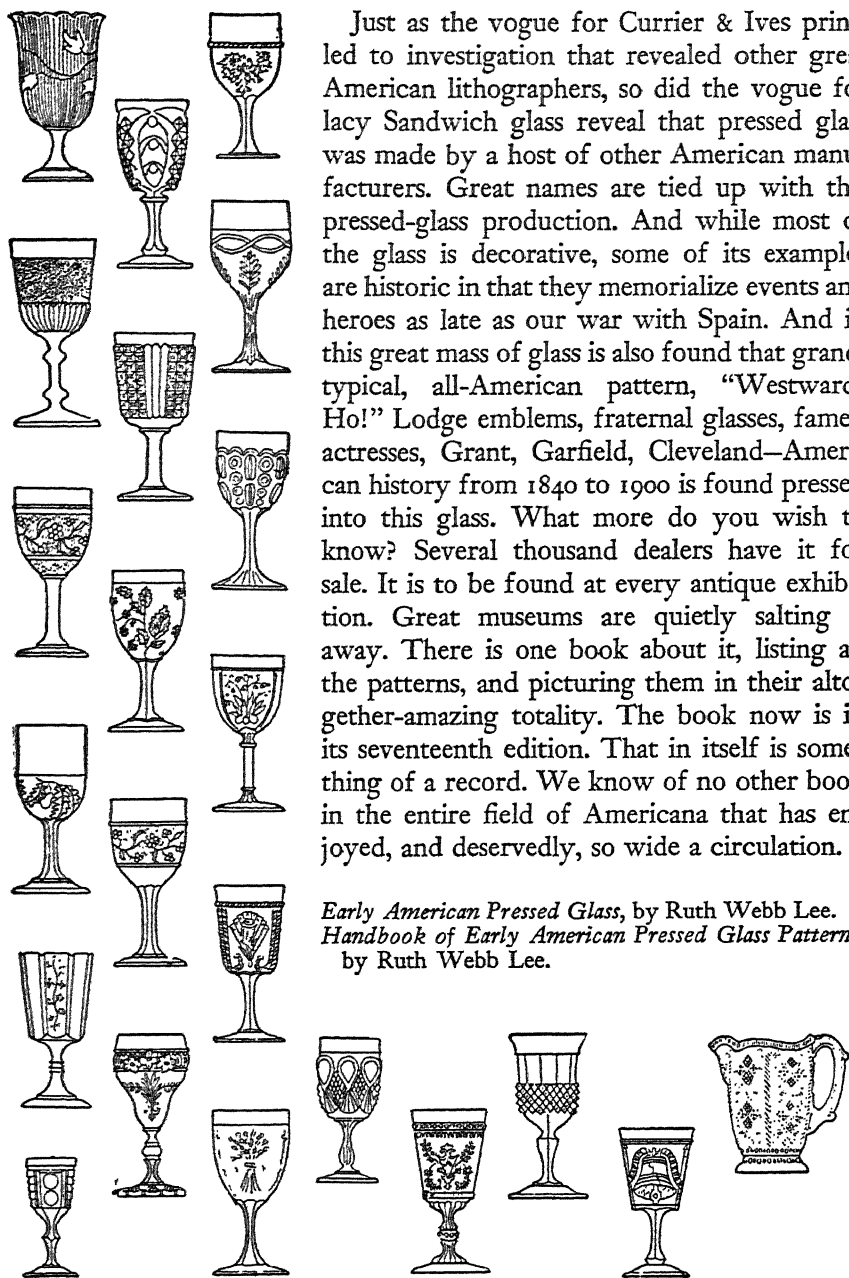 Just as the vogue for Currier & Ives prin
led to investigation that revealed other gre
American lithographers, so did the vogue fo
lacy Sandwich glass reveal that pressed gla
was made by a host of other American manu
facturers. Great names are tied up with th
pressed-glass production. And while most o
the glass is decorative, some of its example
are historic in that they memorialize events an
heroes as late as our war with Spain. And i
this great mass of glass is also found that grand
typical, all-American pattern, “Westward
Ho!” Lodge emblems, fraternal glasses, fame
actresses, Grant, Garfield, Cleveland—Ameri
can history from 1840 to 1900 is found presse
into this glass. What more do you wish t
know? Several thousand dealers have it fo
sale. It is to be found at every antique exhib
tion. Great museums are quietly salting
away. There is one book about it, listing a
the patterns, and picturing them in their alto
gether-amazing totality. The book now is i
its seventeenth edition. That in itself is some
thing of a record. We know of no other boo
in the entire field of Americana that has en
joyed, and deservedly, so wide a circulation.
Early American Pressed Glass, by Ruth Webb Lee.
Handbook of Early American Pressed Glass Pattern
by Ruth Webb Lee.